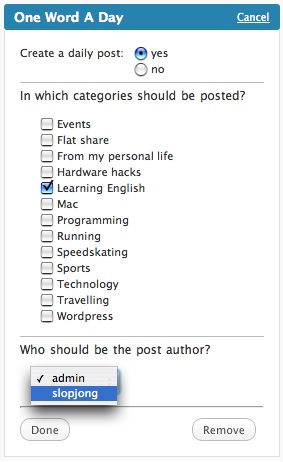 One Word A Day Cancel
Create a daily post: yes
no
In which categories should be posted?
Events
Flat share
From my personal life
Hardware hacks
Learning English
Mac
Programming
Running
Speedskating
Sports
Technology
Travelling
Wordpress
Who should be the post author?
✓ admin
slopjong
Done Remove